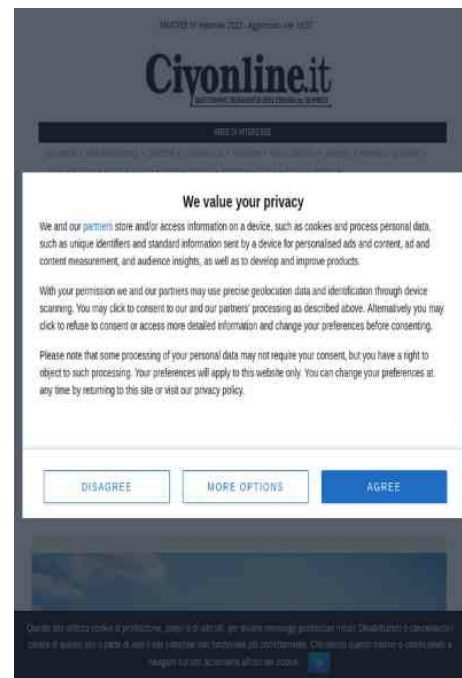 Civonline.it
AREE DI INTERESSE
We value your privacy
We and our partners store and/or access information on a device, such as cookies and process personal data,
such as unique identifiers and standard information sent by a device for personalised ads and content, ad and
content measurement, and audience insights, as well as to develop and improve products.
With your permission we and our partners may use precise geolocation data and identification through device
scanning. You may click to consent to our and our partners' processing as described above. Alternatively you may
click to refuse to consent or access more detailed information and change your preferences before consenting.
Please note that some processing of your personal data may not require your consent, but you have a right to
object to such processing. Your preferences will apply to this website only. You can change your preferences at
any time by returning to this site or visit our privacy policy.
DISAGREE
MORE OPTIONS
AGREE